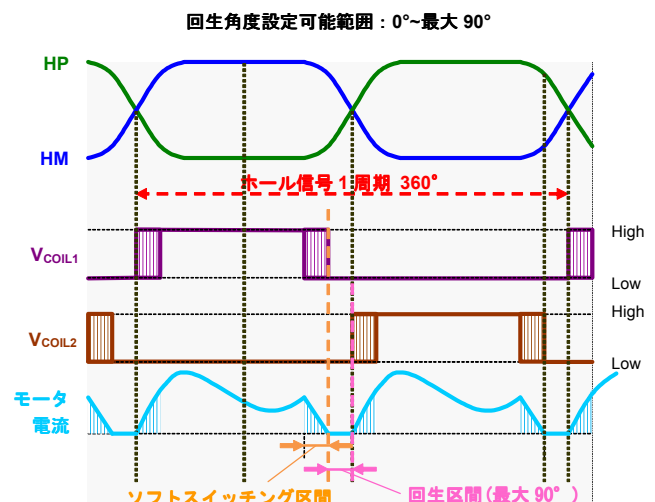 回生角度設定可能範囲：0°~最大 90°
HP
HM
ホール信号 1 周期 360°
VCOIL1
High
Low
VCOIL2
High
Low
モータ
電流
ソフトスイッチング区間
回生区間(最大 90° )